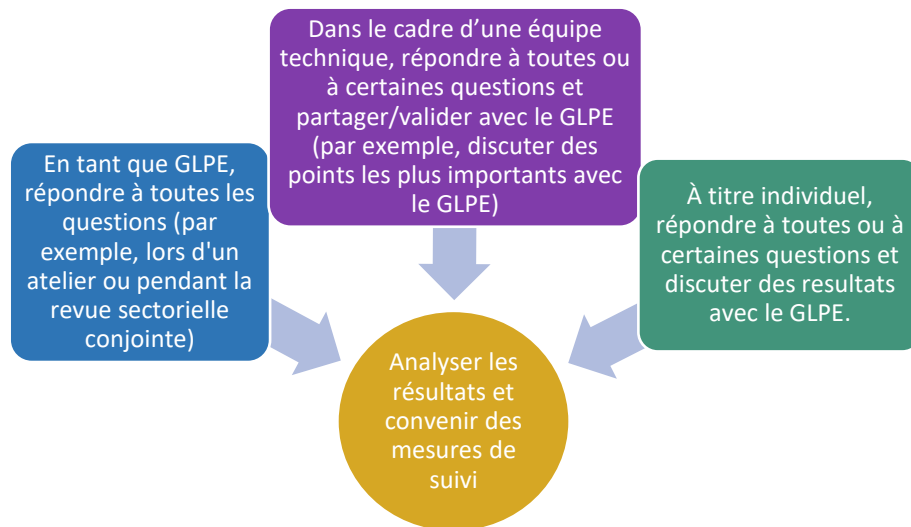 En tant que GLPE,
répondre à toutes les
questions (par
exemple, lors d'un
atelier ou pendant la
revue sectorielle
conjointe)
Dans le cadre d’une équipe
technique, répondre à toutes ou
à certaines questions et
partager/valider avec le GLPE
(par exemple, discuter des
points les plus importants avec
le GLPE)
À titre individuel,
répondre à toutes ou à
certaines questions et
discuter des resultats
avec le GLPE.
Analyser les
résultats et
convenir des
mesures de
suivi